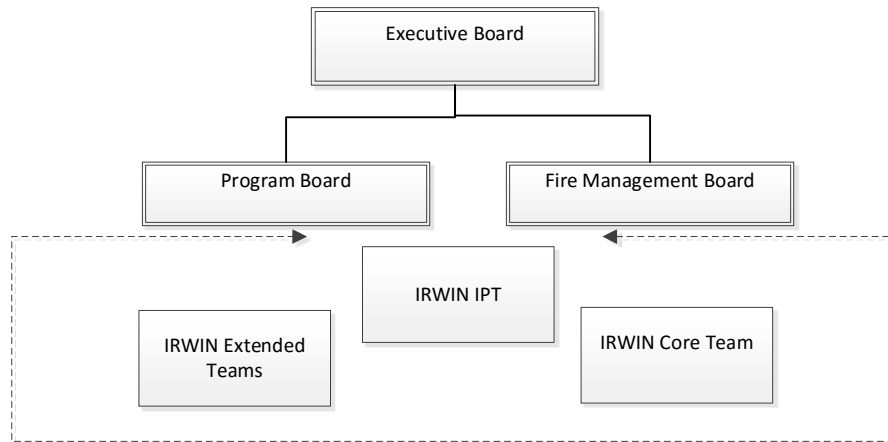 Executive Board
Program Board
Fire Management Board
IRWIN IPT
IRWIN Extended
Teams
IRWIN Core Team